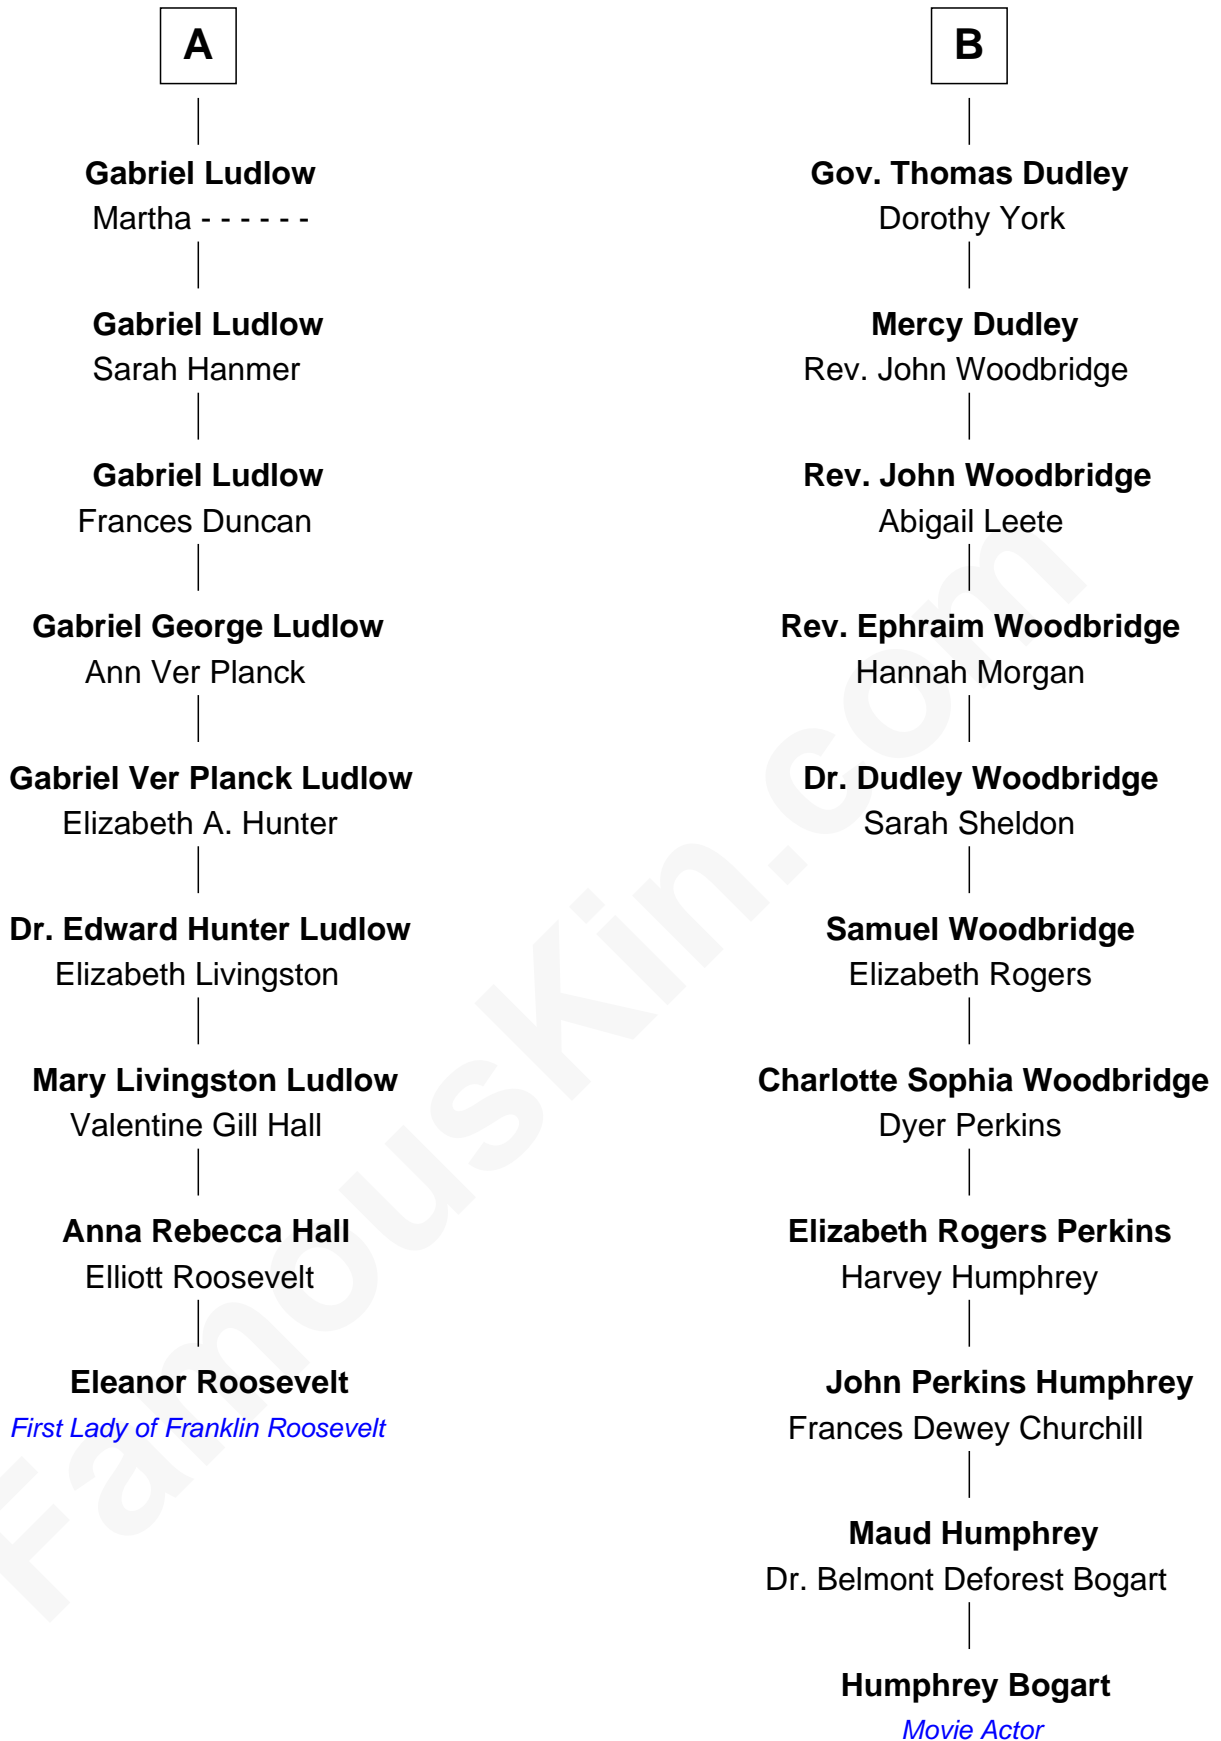 A
Gabriel Ludlow
Martha - - - - - -
Gabriel Ludlow
Sarah Hanmer
Gabriel Ludlow
Frances Duncan
Gabriel George Ludlow
Ann Ver Planck
Gabriel Ver Planck Ludlow
Elizabeth A. Hunter
Dr. Edward Hunter Ludlow
Elizabeth Livingston
Mary Livingston Ludlow
Valentine Gill Hall
Anna Rebecca Hall
Elliott Roosevelt
Eleanor Roosevelt
First Lady of Franklin Roosevelt
B
Gov. Thomas Dudley
Dorothy York
Mercy Dudley
Rev. John Woodbridge
Rev. John Woodbridge
Abigail Leete
Rev. Ephraim Woodbridge
Hannah Morgan
Dr. Dudley Woodbridge
Sarah Sheldon
Samuel Woodbridge
Elizabeth Rogers
Charlotte Sophia Woodbridge
Dyer Perkins
Elizabeth Rogers Perkins
Harvey Humphrey
John Perkins Humphrey
Frances Dewey Churchill
Maud Humphrey
Dr. Belmont Deforest Bogart
Humphrey Bogart
Movie Actor
FamousKin.com